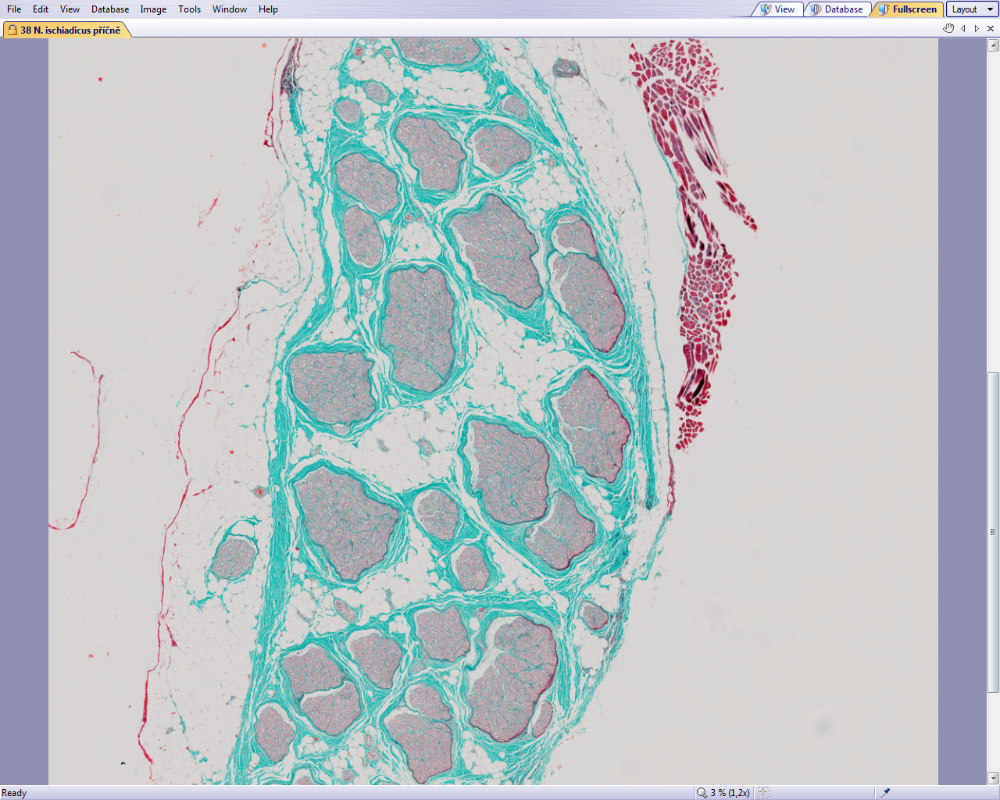 File Edit View Database Image Tools Window Help
View Database Fullscreen Layout
38 N. ischiadicus příčně
Ready
3 % (1,2x)